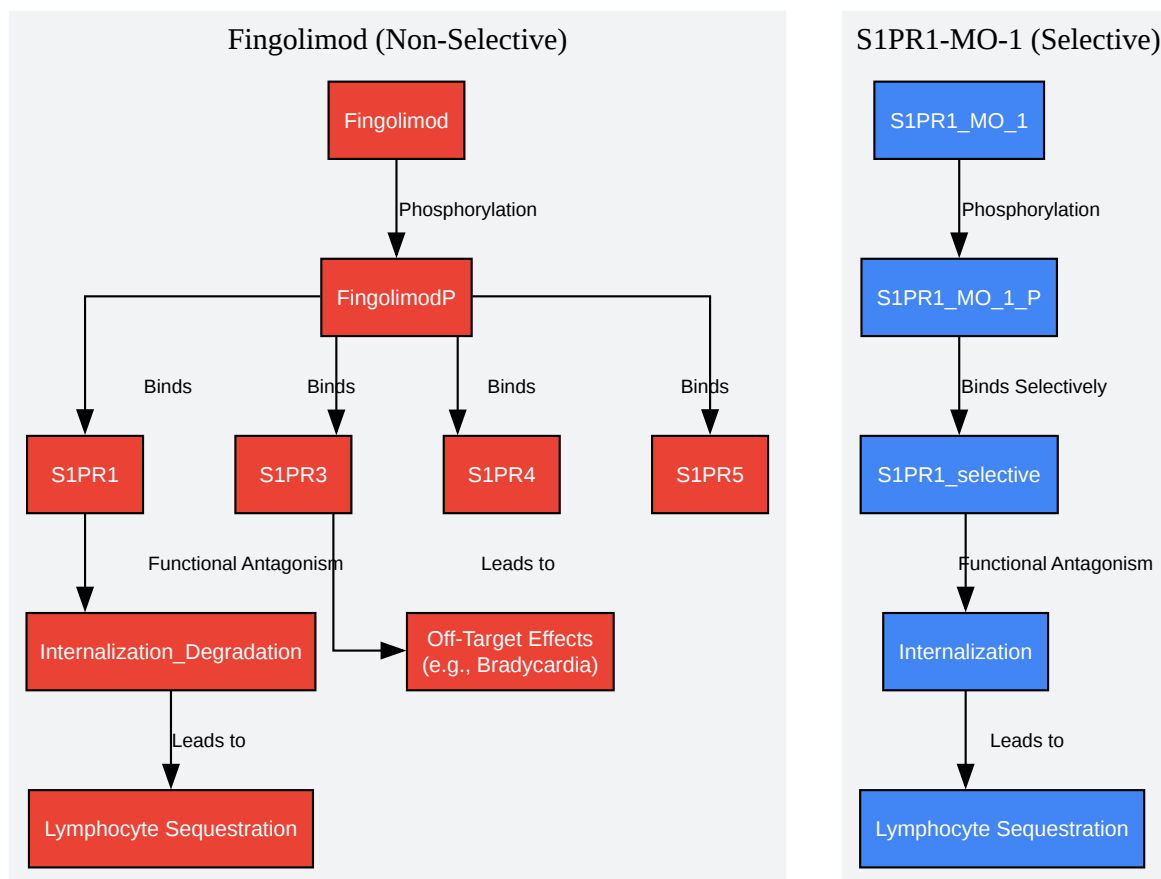 Fingolimod (Non-Selective)
Fingolimod
Phosphorylation
FingolimodP
Binds
Binds
Binds
Binds
S1PR1
S1PR3
S1PR4
S1PR5
Functional Antagonism
Leads to
Internalization_Degradation
Off-Target Effects
(e.g., Bradycardia)
Leads to
Lymphocyte Sequestration
S1PR1-MO-1 (Selective)
S1PR1_MO_1
Phosphorylation
S1PR1_MO_1_P
Binds Selectively
S1PR1_selective
Functional Antagonism
Internalization
Leads to
Lymphocyte Sequestration